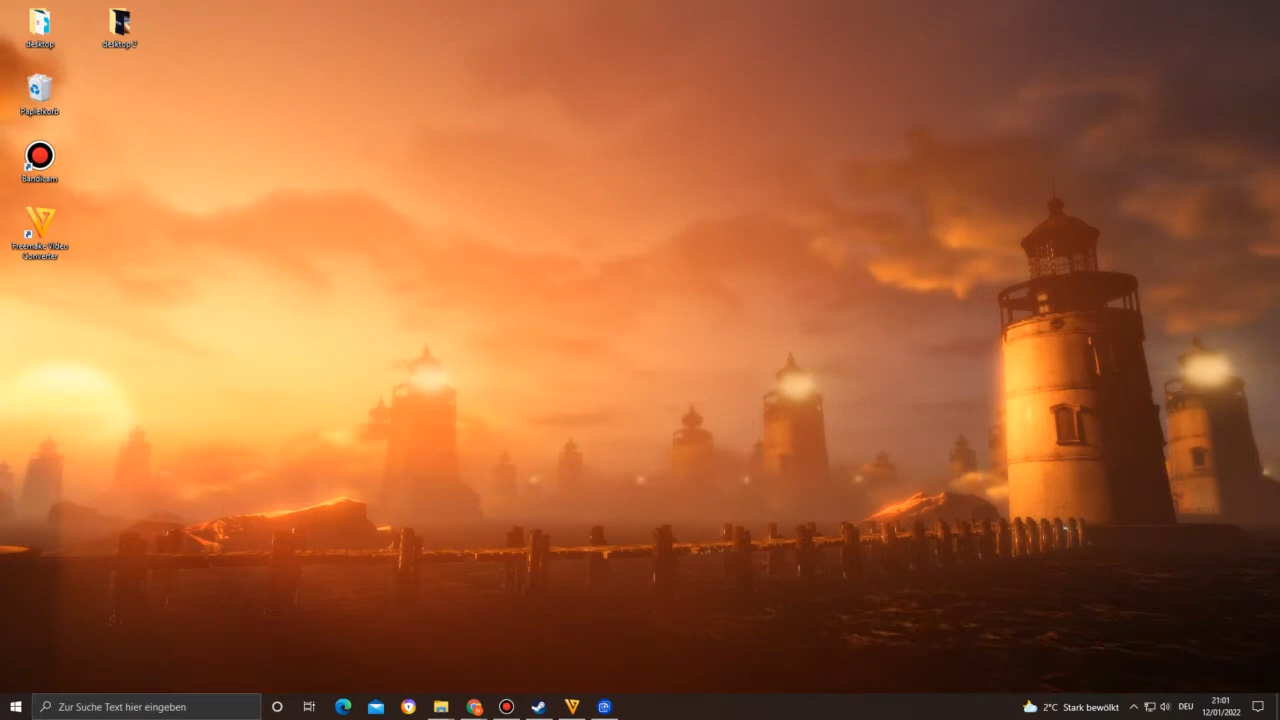 desktop
desktop 2
Papierkorb
Bandicam
Freemake Video
Converter
Zur Suche Text hier eingeben
2°C Stark bewölkt
DEU
21:01
12/01/2022